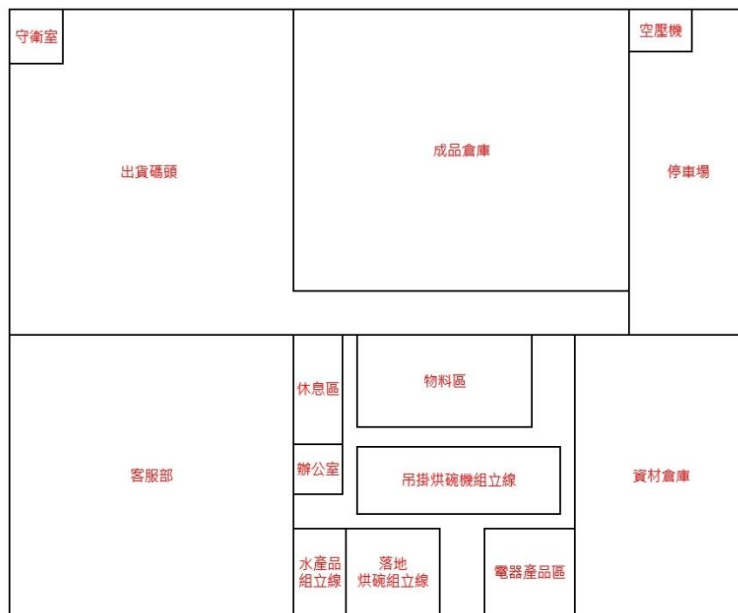 守衛室
空壓機
出貨碼頭
成品倉庫
停車場
休息區
物料區
客服部
辦公室
吊掛烘碗機組立線
資材倉庫
水產品
組立線
落地
烘碗組立線
電器產品區